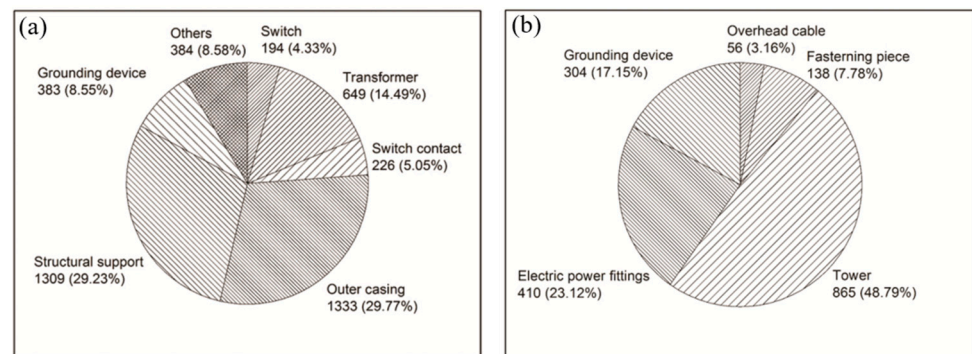 (a)
Others
384 (8.58%)
Switch
194 (4.33%)
Grounding device
383 (8.55%)
Transformer
649 (14.49%)
Switch contact
226 (5.05%)
Structural support
1309 (29.23%)
Outer casing
1333 (29.77%)
(b)
Overhead cable
56 (3.16%)
Grounding device
304 (17.15%)
Fasterning piece
138 (7.78%)
Electric power fittings
410 (23.12%)
Tower
865 (48.79%)